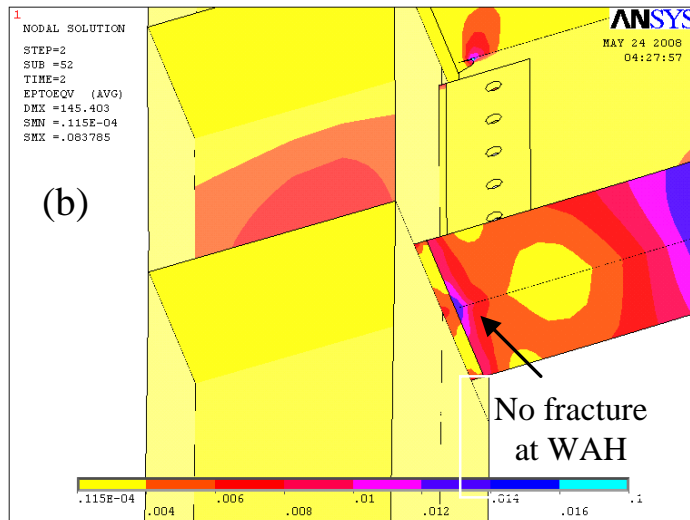 1
NODAL SOLUTION
STEP=2
SUB =52
TIME=2
EPTOEQV (AVG)
DMX =145.403
SMN =.115E-04
SMX =.083785
ANSYS
MAY 24 2008
04:27:57
(b)
No fracture
at WAH
.115E-04 .006 .01 .014 .1
.004 .008 .012 .016